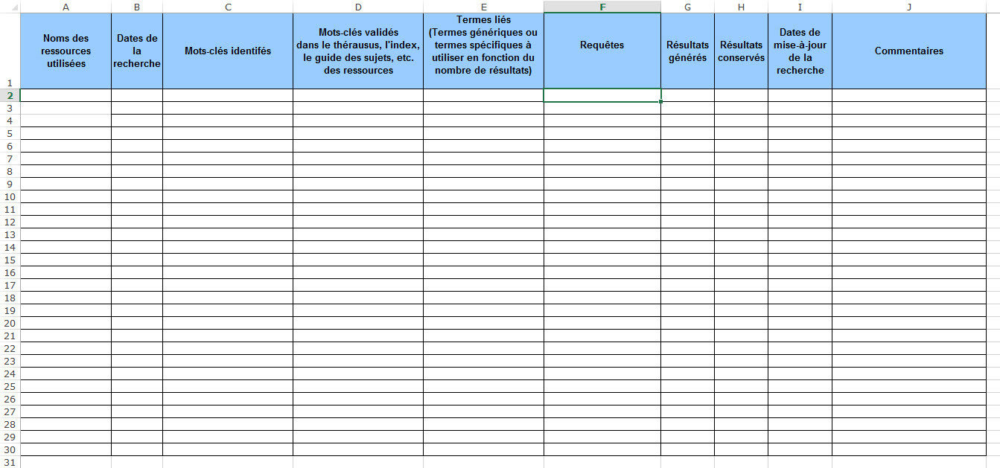 A B C D E F G H I J
Noms des
ressources
utilisées
Dates de
la
recherche
Mots-clés identifés
Mots-clés validés
dans le thérausus, l'index,
le guide des sujets, etc.
des ressources
Termes liés
(Termes génériques ou
termes spécifiques à
utiliser en fonction du
nombre de résultats)
Requêtes
Résultats
générés
Résultats
conservés
Dates de
mise-à-jour
de la
recherche
Commentaires
1
2
3
4
5
6
7
8
9
10
11
12
13
14
15
16
17
18
19
20
21
22
23
24
25
26
27
28
29
30
31